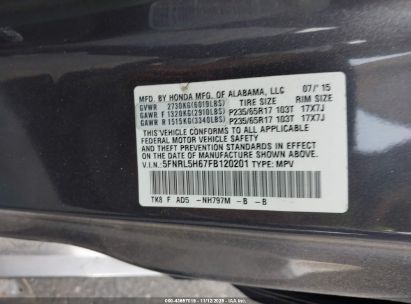 MFD. BY HONDA MFG. OF ALABAMA, LLC 07/'15
GVWR 2730KG(6019LBS) TIRE SIZE RIM SIZE
GAWR F 1320KG(2910LBS) P235/65R17 103T 17X7J
GAWR R 1515KG(3340LBS) P235/65R17 103T 17X7J
THIS VEHICLE CONFORMS TO ALL APPLICABLE
FEDERAL MOTOR VEHICLE SAFETY AND
THEFT PREVENTION STANDARDS IN EFFECT ON
THE DATE OF MANUFACTURE SHOWN ABOVE.
V.I.N.: 5FNRL5H67FB120201 TYPE: MPV
TK8 F AD5 -NH797M -B -B
11/12/2025